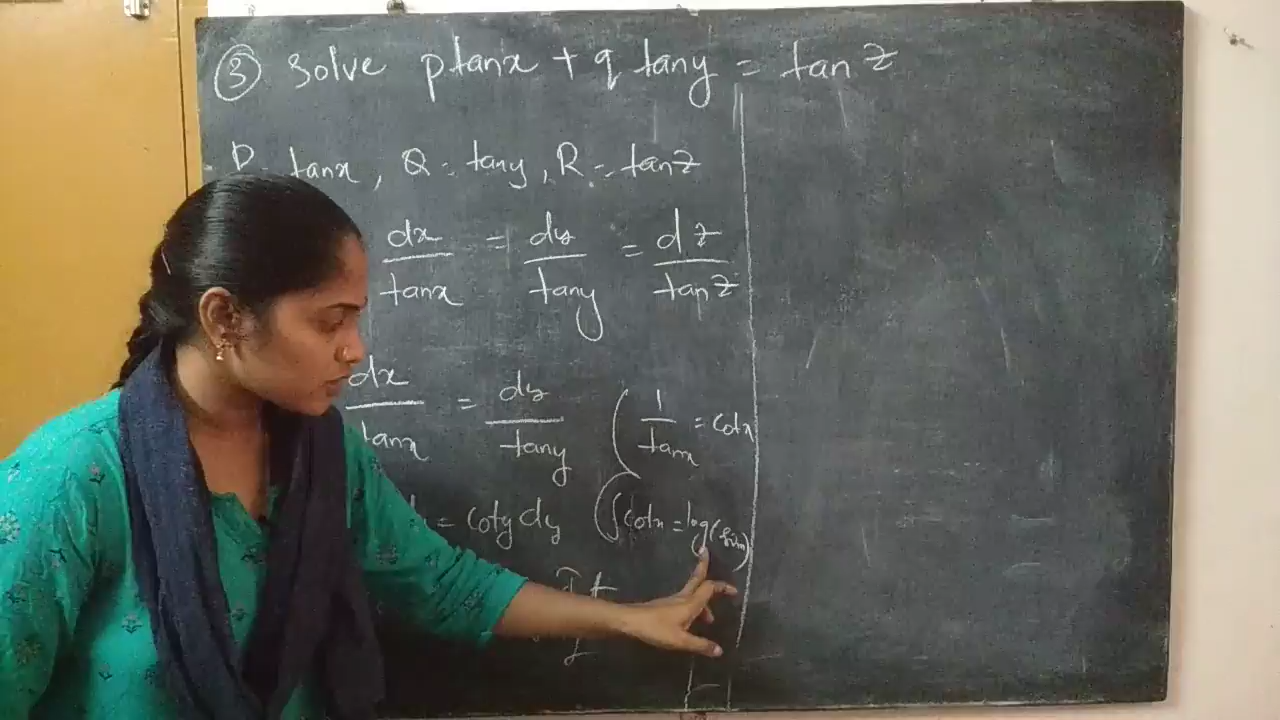 ③ Solve p tanx + q tany = tan z
P tanx, Q = tany, R = tanz
dx/tanx = dy/tany = dz/tanz
dx/tanx = dy/tany (1/tanx = cotx
= coty dy (∫cotx = log(sinx)